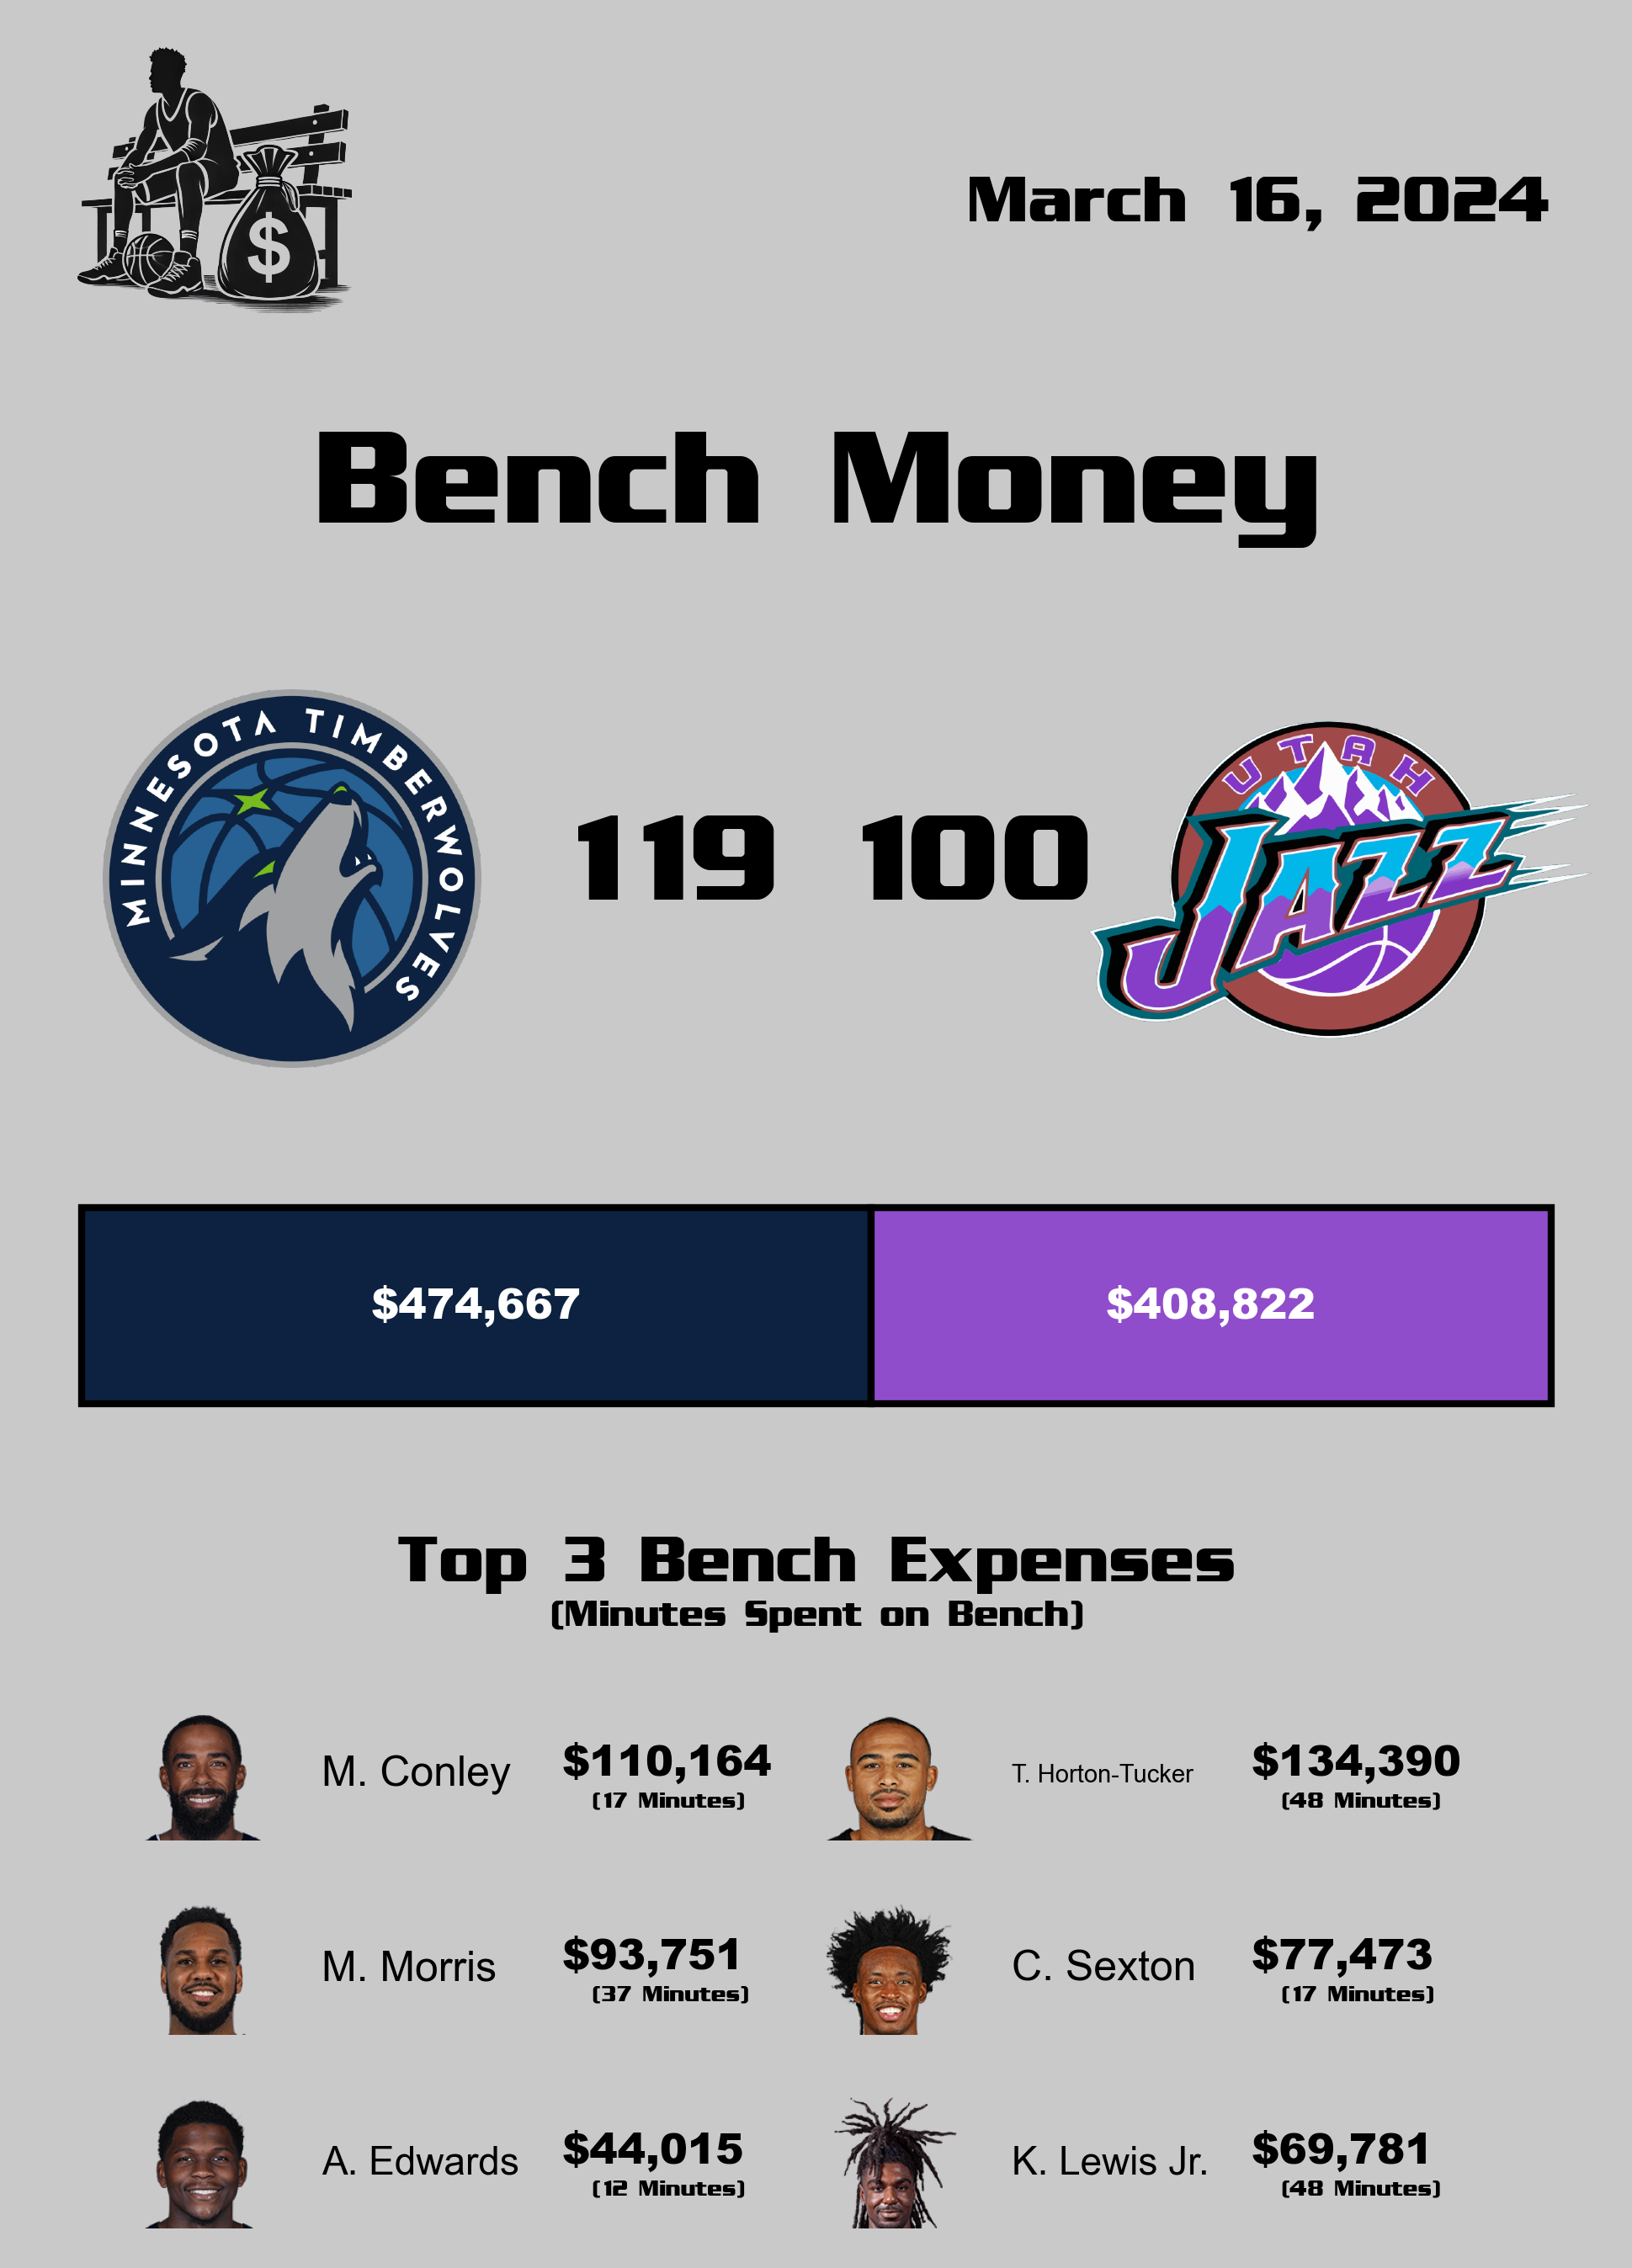 $
March 16, 2024
Bench Money
MINNESOTA TIMBERWOLVES
119 100
UTAH
JAZZ
$474,667 $408,822
Top 3 Bench Expenses
(Minutes Spent on Bench)
M. Conley $110,164 T. Horton-Tucker $134,390
(17 Minutes) (48 Minutes)
M. Morris $93,751 C. Sexton $77,473
(37 Minutes) (17 Minutes)
A. Edwards $44,015 K. Lewis Jr. $69,781
(12 Minutes) (48 Minutes)